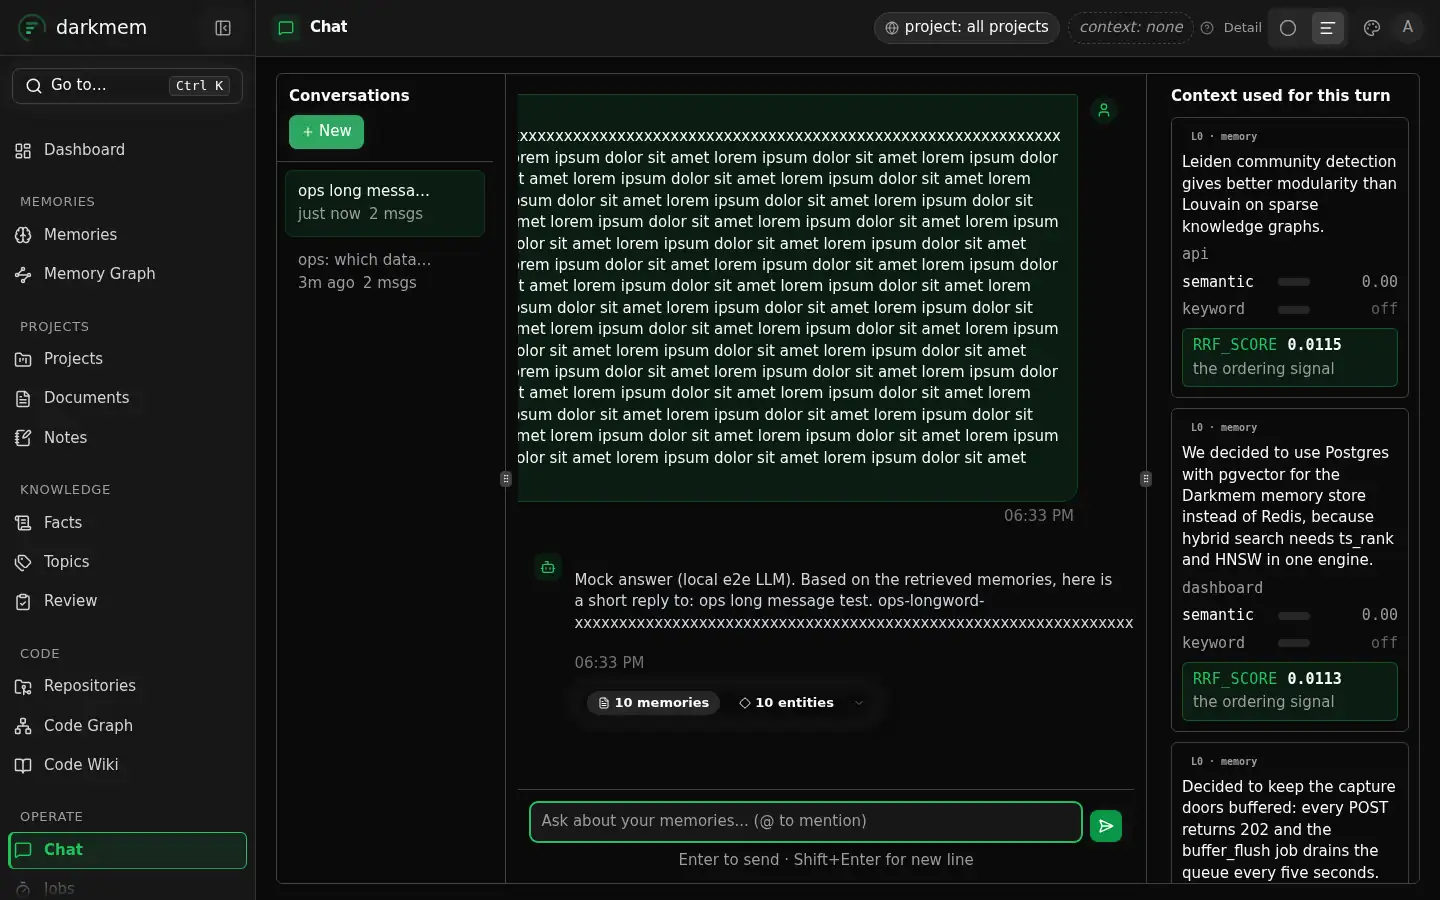 darkmem
Go to...
Ctrl K
Dashboard
MEMORIES
Memories
Memory Graph
PROJECTS
Projects
Documents
Notes
KNOWLEDGE
Facts
Topics
Review
CODE
Repositories
Code Graph
Code Wiki
OPERATE
Chat
Jobs
Chat
project: all projects
context: none
Detail
A
Conversations
+ New
ops long messa...
just now 2 msgs
ops: which data...
3m ago 2 msgs
rem ipsum dolor sit amet lorem ipsum dolor sit amet lorem ipsum dolor
t amet lorem ipsum dolor sit amet lorem ipsum dolor sit amet lorem
osum dolor sit amet lorem ipsum dolor sit amet lorem ipsum dolor sit
met lorem ipsum dolor sit amet lorem ipsum dolor sit amet lorem ipsum
olor sit amet lorem ipsum dolor sit amet lorem ipsum dolor sit amet
rem ipsum dolor sit amet lorem ipsum dolor sit amet lorem ipsum dolor
t amet lorem ipsum dolor sit amet lorem ipsum dolor sit amet lorem
osum dolor sit amet lorem ipsum dolor sit amet lorem ipsum dolor sit
met lorem ipsum dolor sit amet lorem ipsum dolor sit amet lorem ipsum
olor sit amet lorem ipsum dolor sit amet lorem ipsum dolor sit amet
rem ipsum dolor sit amet lorem ipsum dolor sit amet lorem ipsum dolor
t amet lorem ipsum dolor sit amet lorem ipsum dolor sit amet lorem
osum dolor sit amet lorem ipsum dolor sit amet lorem ipsum dolor sit
met lorem ipsum dolor sit amet lorem ipsum dolor sit amet lorem ipsum
olor sit amet lorem ipsum dolor sit amet lorem ipsum dolor sit amet
06:33 PM
Mock answer (local e2e LLM). Based on the retrieved memories, here is
a short reply to: ops long message test. ops-longword-
06:33 PM
10 memories
10 entities
Ask about your memories... (@ to mention)
Enter to send · Shift+Enter for new line
Context used for this turn
L0 · memory
Leiden community detection
gives better modularity than
Louvain on sparse
knowledge graphs.
api
semantic 0.00
keyword off
RRF_SCORE 0.0115
the ordering signal
L0 · memory
We decided to use Postgres
with pgvector for the
Darkmem memory store
instead of Redis, because
hybrid search needs ts_rank
and HNSW in one engine.
dashboard
semantic 0.00
keyword off
RRF_SCORE 0.0113
the ordering signal
L0 · memory
Decided to keep the capture
doors buffered: every POST
returns 202 and the
buffer_flush job drains the
queue every five seconds.